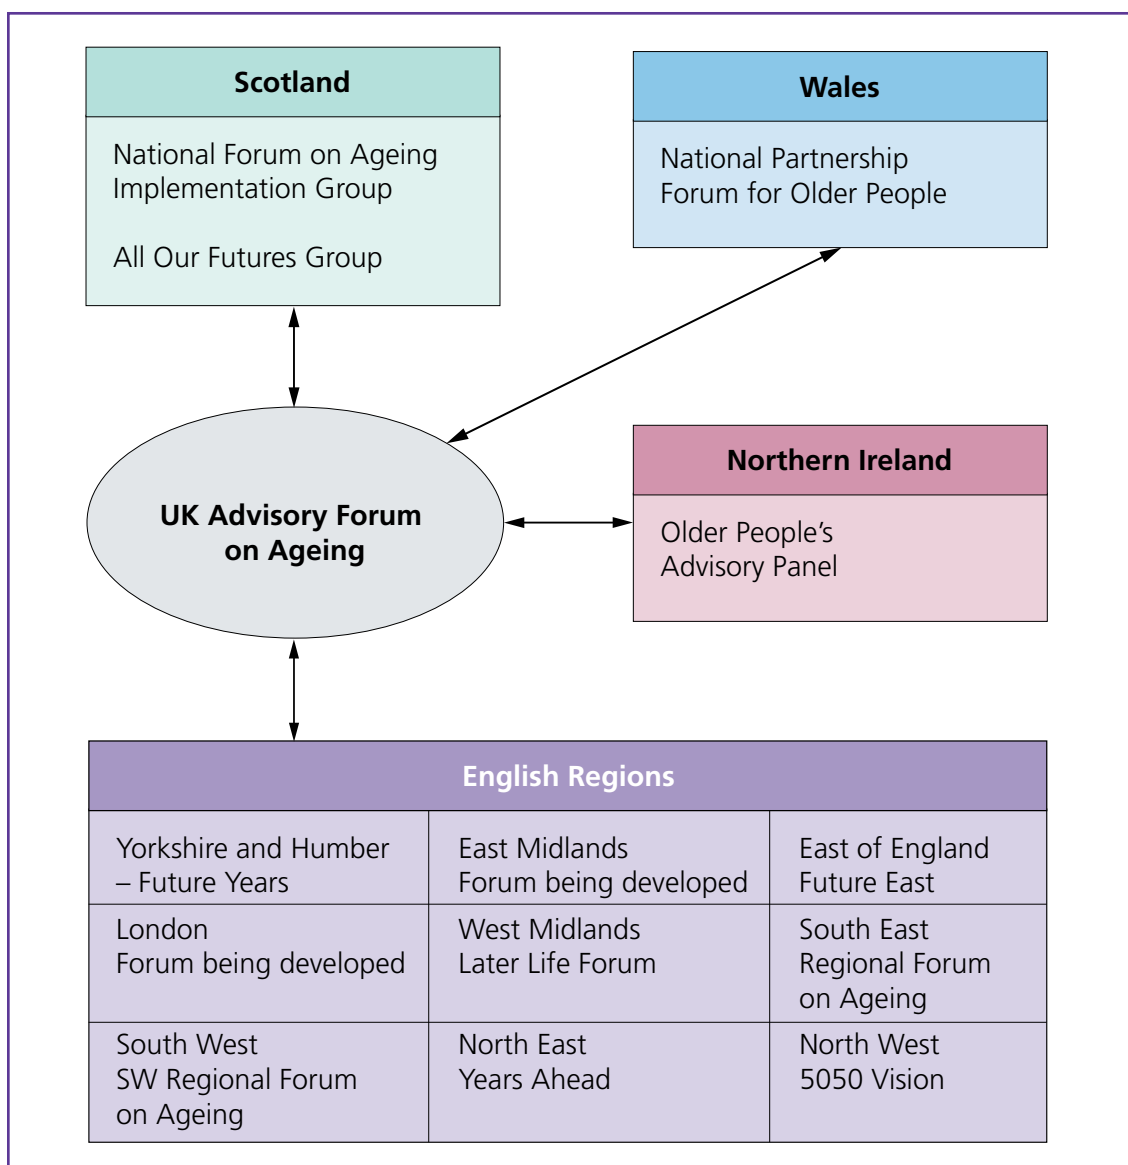 Scotland
National Forum on Ageing
Implementation Group
All Our Futures Group
Wales
National Partnership
Forum for Older People
UK Advisory Forum
on Ageing
Northern Ireland
Older People’s
Advisory Panel
English Regions
Yorkshire and Humber
– Future Years
East Midlands
Forum being developed
East of England
Future East
London
Forum being developed
West Midlands
Later Life Forum
South East
Regional Forum
on Ageing
South West
SW Regional Forum
on Ageing
North East
Years Ahead
North West
5050 Vision